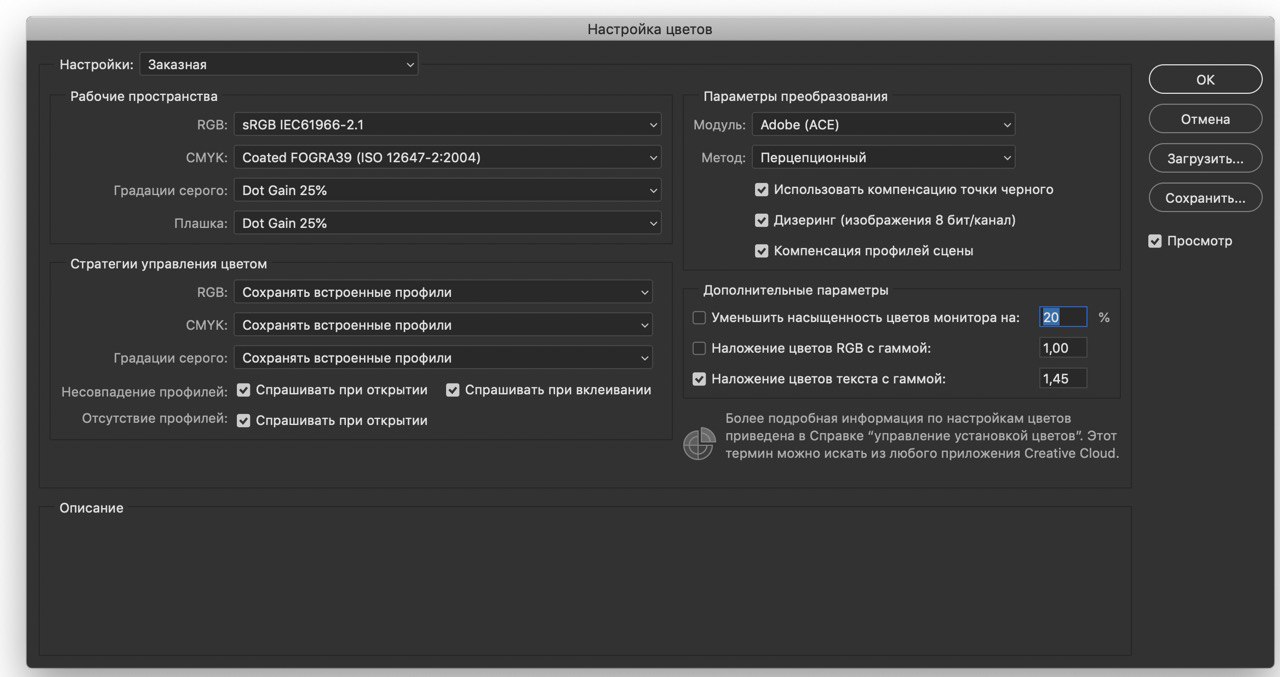 Настройка цветов
Настройки: Заказная
Рабочие пространства
RGB: sRGB IEC61966-2.1
CMYK: Coated FOGRA39 (ISO 12647-2:2004)
Градации серого: Dot Gain 25%
Плашка: Dot Gain 25%
Стратегии управления цветом
RGB: Сохранять встроенные профили
CMYK: Сохранять встроенные профили
Градации серого: Сохранять встроенные профили
Несовпадение профилей: Спрашивать при открытии Спрашивать при вклеивании
Отсутствие профилей: Спрашивать при открытии
Параметры преобразования
Модуль: Adobe (ACE)
Метод: Перцепционный
Использовать компенсацию точки черного
Дизеринг (изображения 8 бит/канал)
Компенсация профилей сцены
Дополнительные параметры
Уменьшить насыщенность цветов монитора на: 20 %
Наложение цветов RGB с гаммой: 1,00
Наложение цветов текста с гаммой: 1,45
Более подробная информация по настройкам цветов
приведена в Справке “управление установкой цветов”. Этот
термин можно искать из любого приложения Creative Cloud.
OK
Отмена
Загрузить...
Сохранить...
Просмотр
Описание